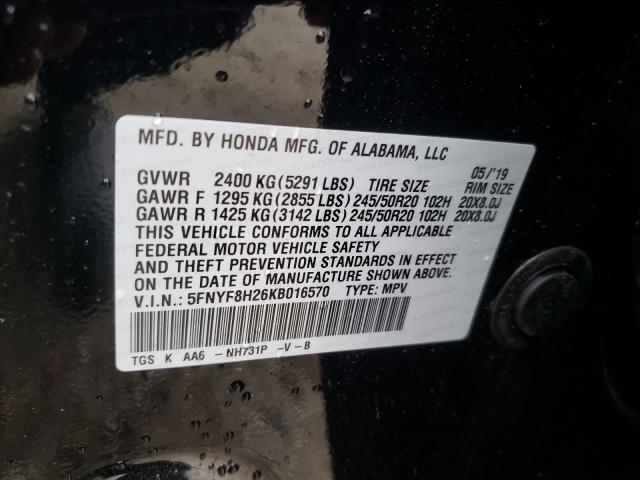 MFD. BY HONDA MFG. OF ALABAMA, LLC
05/'19
GVWR 2400 KG (5291 LBS) TIRE SIZE RIM SIZE
GAWR F 1295 KG (2855 LBS) 245/50R20 102H 20X8.0J
GAWR R 1425 KG (3142 LBS) 245/50R20 102H 20X8.0J
THIS VEHICLE CONFORMS TO ALL APPLICABLE
FEDERAL MOTOR VEHICLE SAFETY
AND THEFT PREVENTION STANDARDS IN EFFECT
ON THE DATE OF MANUFACTURE SHOWN ABOVE.
V.I.N.: 5FNYF8H26KB016570 TYPE: MPV
TGS K AA6 -NH731P -V-B